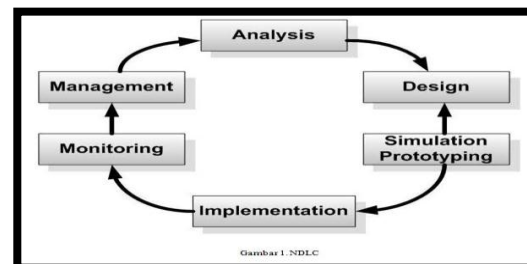 Analysis
Management
Design
Monitoring
Simulation
Prototyping
Implementation
Gambar 1. NDLC